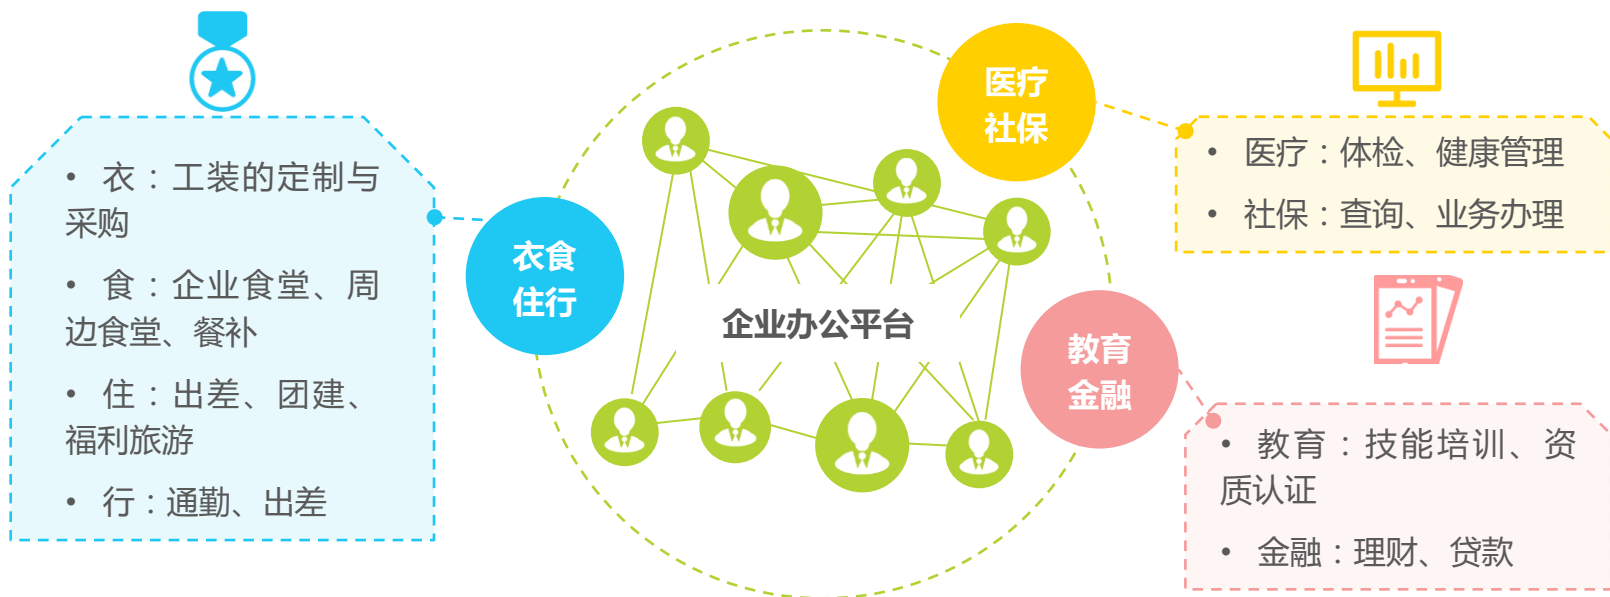 • 衣：工装的定制与
采购
• 食：企业食堂、周
边食堂、餐补
• 住：出差、团建、
福利旅游
• 行：通勤、出差
衣食
住行
企业办公平台
医疗
社保
教育
金融
• 医疗：体检、健康管理
• 社保：查询、业务办理
• 教育：技能培训、资
质认证
• 金融：理财、贷款